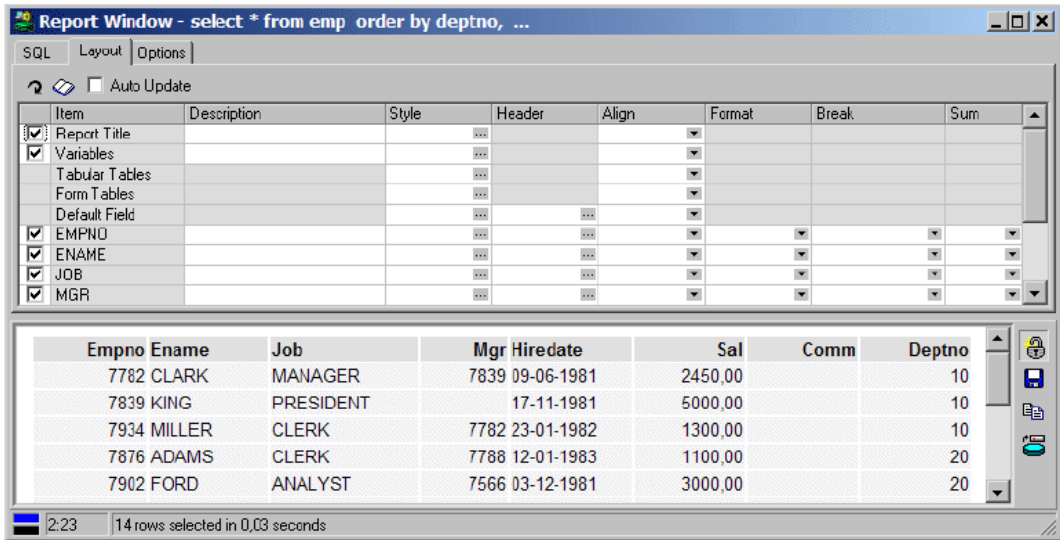 Report Window - select * from emp order by deptno, ...
SQL Layout Options
Auto Update
Item Description Style Header Align Format Break Sum
Report Title ...
Variables ...
Tabular Tables ...
Form Tables ...
Default Field ... ...
EMPNO ... ...
ENAME ... ...
JOB ... ...
MGR ... ...
Empno Ename Job Mgr Hiredate Sal Comm Deptno
7782 CLARK MANAGER 7839 09-06-1981 2450,00 10
7839 KING PRESIDENT 17-11-1981 5000,00 10
7934 MILLER CLERK 7782 23-01-1982 1300,00 10
7876 ADAMS CLERK 7788 12-01-1983 1100,00 20
7902 FORD ANALYST 7566 03-12-1981 3000,00 20
2:23 14 rows selected in 0,03 seconds